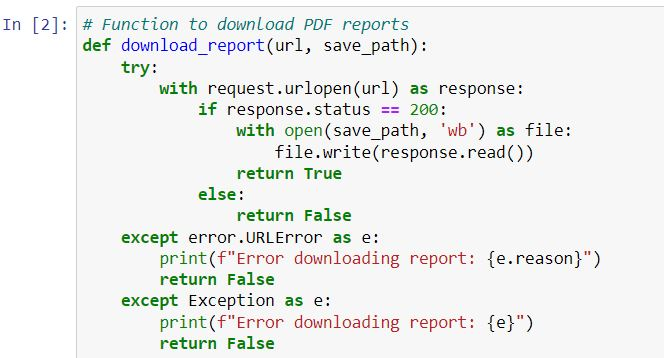 In [2]: # Function to download PDF reports
def download_report(url, save_path):
    try:
        with request.urlopen(url) as response:
            if response.status == 200:
                with open(save_path, 'wb') as file:
                    file.write(response.read())
                return True
            else:
                return False
    except error.URLError as e:
        print(f"Error downloading report: {e.reason}")
        return False
    except Exception as e:
        print(f"Error downloading report: {e}")
        return False